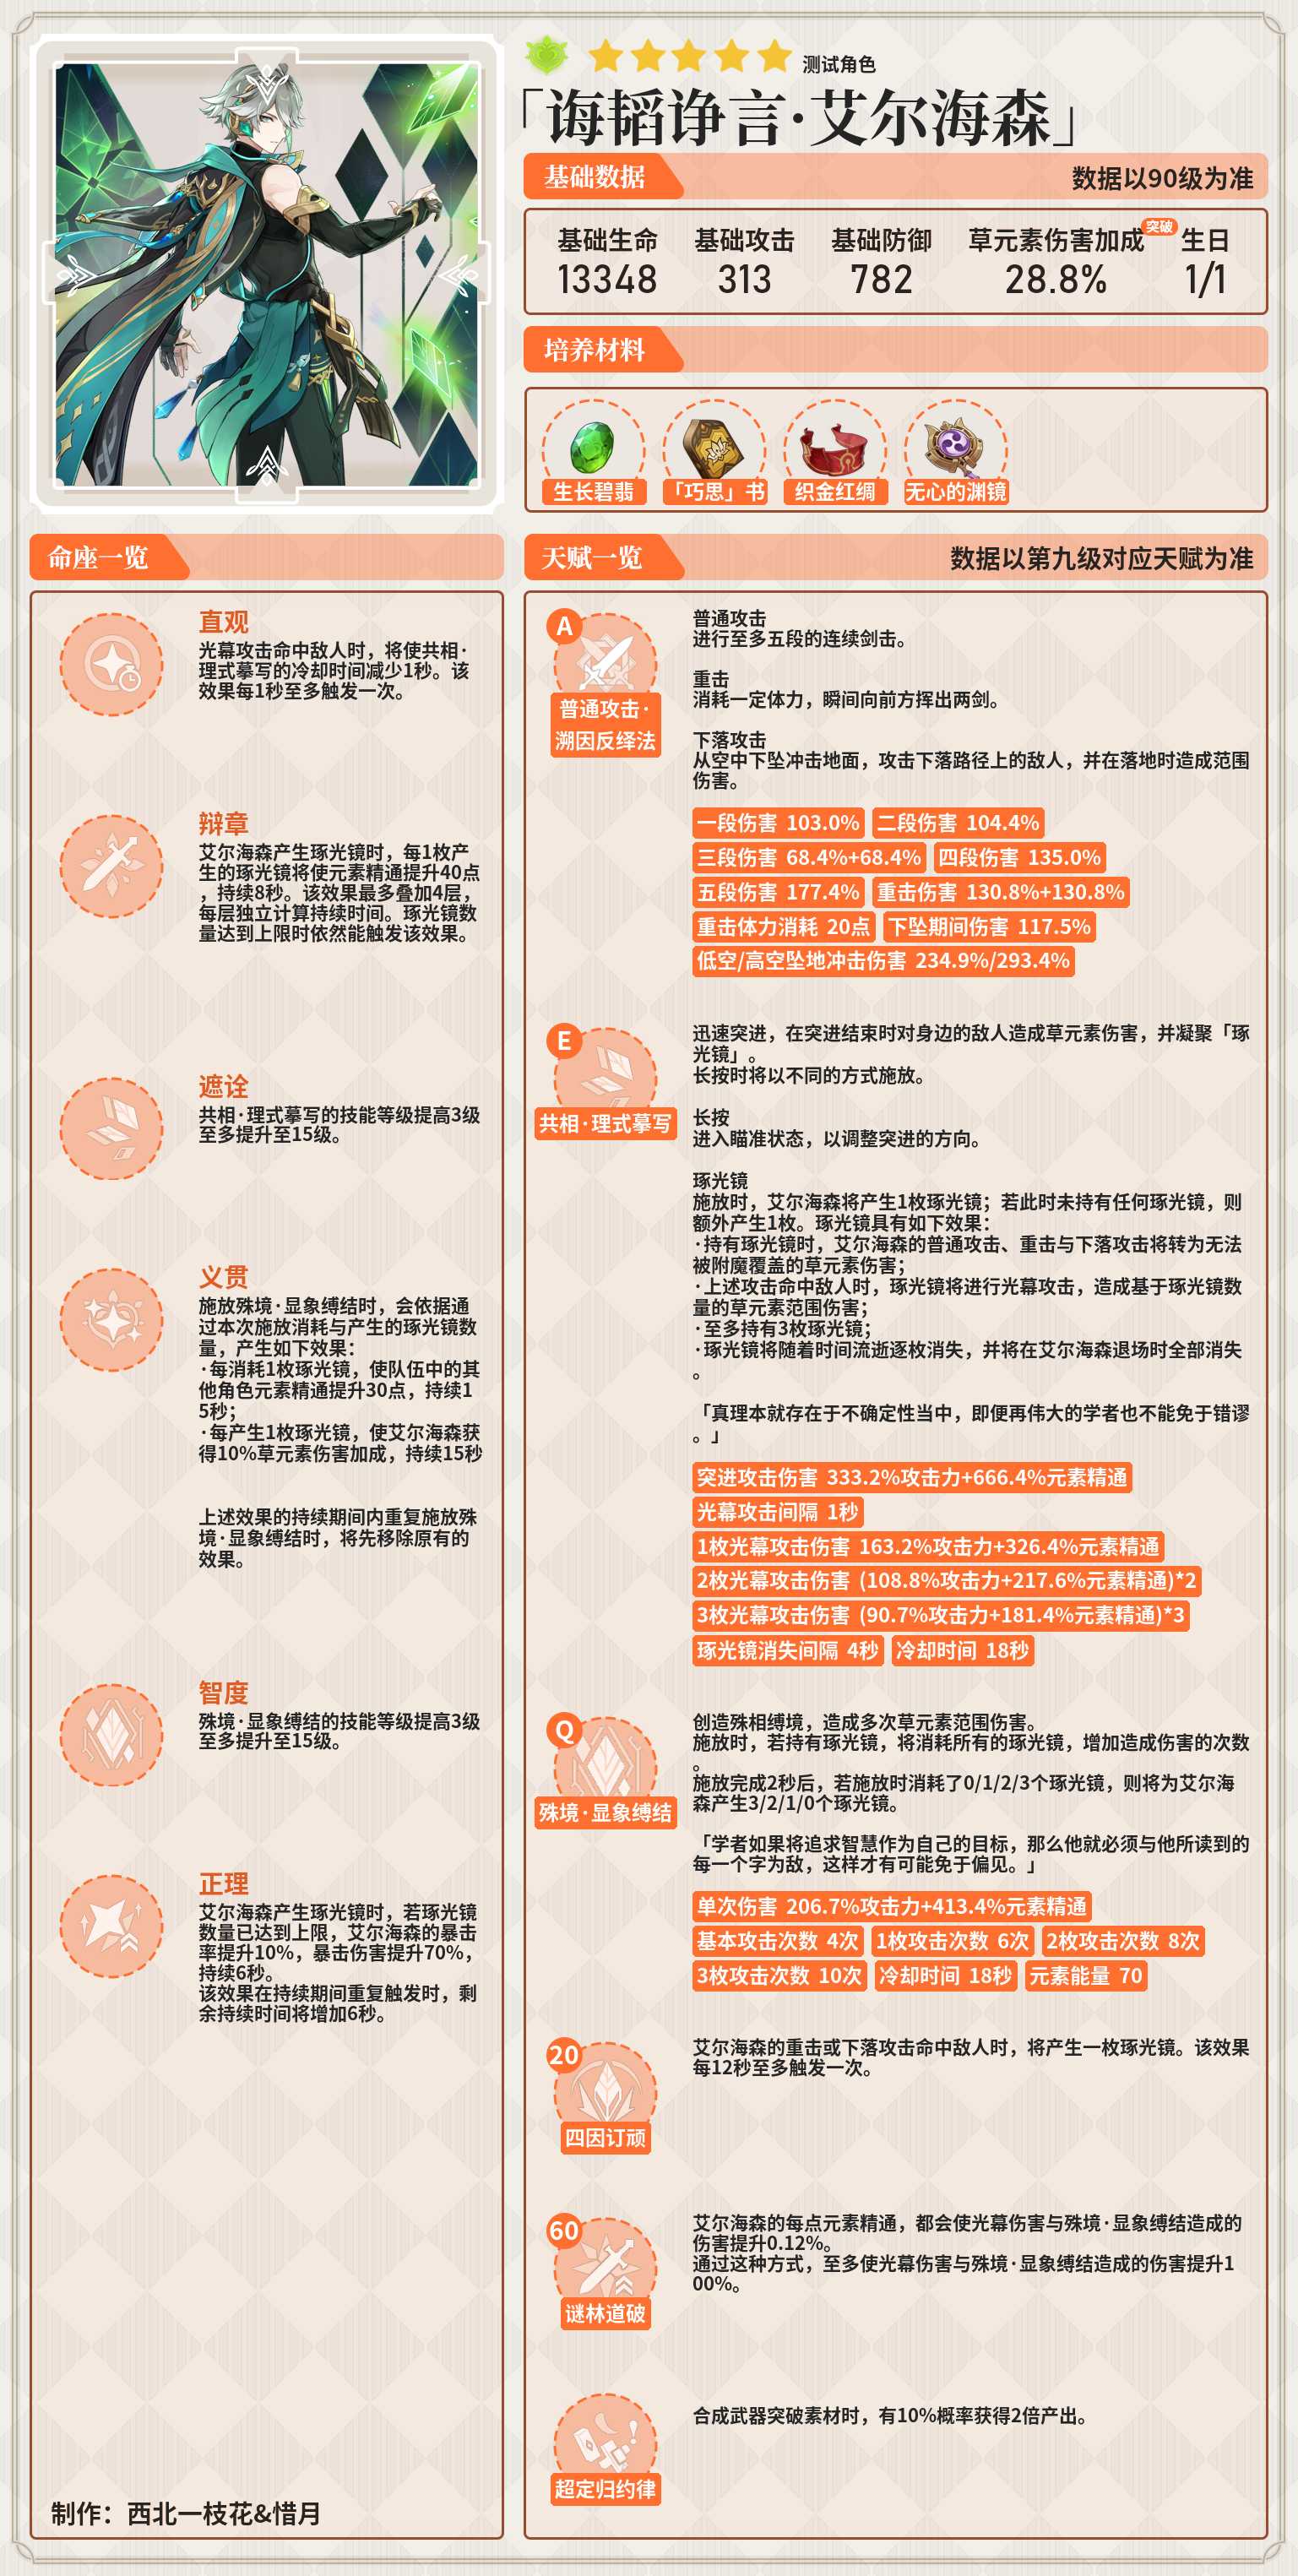 测试角色
「诲韬诤言·艾尔海森」
基础数据
数据以90级为准
基础生命
13348
基础攻击
313
基础防御
782
草元素伤害加成
突破
28.8%
生日
1/1
培养材料
生长碧翡
「巧思」书
织金红绸
无心的渊镜
命座一览
直观
光幕攻击命中敌人时，将使共相·
理式摹写的冷却时间减少1秒。该
效果每1秒至多触发一次。
辩章
艾尔海森产生琢光镜时，每1枚产
生的琢光镜将使元素精通提升40点
，持续8秒。该效果最多叠加4层，
每层独立计算持续时间。琢光镜数
量达到上限时依然能触发该效果。
遮诠
共相·理式摹写的技能等级提高3级
至多提升至15级。
义贯
施放殊境·显象缚结时，会依据通
过本次施放消耗与产生的琢光镜数
量，产生如下效果：
·每消耗1枚琢光镜，使队伍中的其
他角色元素精通提升30点，持续1
5秒；
·每产生1枚琢光镜，使艾尔海森获
得10%草元素伤害加成，持续15秒
上述效果的持续期间内重复施放殊
境·显象缚结时，将先移除原有的
效果。
智度
殊境·显象缚结的技能等级提高3级
至多提升至15级。
正理
艾尔海森产生琢光镜时，若琢光镜
数量已达到上限，艾尔海森的暴击
率提升10%，暴击伤害提升70%，
持续6秒。
该效果在持续期间重复触发时，剩
余持续时间将增加6秒。
制作：西北一枝花&惜月
天赋一览
数据以第九级对应天赋为准
A
普通攻击·
溯因反绎法
普通攻击
进行至多五段的连续剑击。
重击
消耗一定体力，瞬间向前方挥出两剑。
下落攻击
从空中下坠冲击地面，攻击下落路径上的敌人，并在落地时造成范围
伤害。
一段伤害 103.0% 二段伤害 104.4%
三段伤害 68.4%+68.4% 四段伤害 135.0%
五段伤害 177.4% 重击伤害 130.8%+130.8%
重击体力消耗 20点 下坠期间伤害 117.5%
低空/高空坠地冲击伤害 234.9%/293.4%
E
共相·理式摹写
迅速突进，在突进结束时对身边的敌人造成草元素伤害，并凝聚「琢
光镜」。
长按时将以不同的方式施放。
长按
进入瞄准状态，以调整突进的方向。
琢光镜
施放时，艾尔海森将产生1枚琢光镜；若此时未持有任何琢光镜，则
额外产生1枚。琢光镜具有如下效果：
·持有琢光镜时，艾尔海森的普通攻击、重击与下落攻击将转为无法
被附魔覆盖的草元素伤害；
·上述攻击命中敌人时，琢光镜将进行光幕攻击，造成基于琢光镜数
量的草元素范围伤害；
·至多持有3枚琢光镜；
·琢光镜将随着时间流逝逐枚消失，并将在艾尔海森退场时全部消失
。
「真理本就存在于不确定性当中，即便再伟大的学者也不能免于错谬
。」
突进攻击伤害 333.2%攻击力+666.4%元素精通
光幕攻击间隔 1秒
1枚光幕攻击伤害 163.2%攻击力+326.4%元素精通
2枚光幕攻击伤害 (108.8%攻击力+217.6%元素精通)*2
3枚光幕攻击伤害 (90.7%攻击力+181.4%元素精通)*3
琢光镜消失间隔 4秒 冷却时间 18秒
Q
殊境·显象缚结
创造殊相缚境，造成多次草元素范围伤害。
施放时，若持有琢光镜，将消耗所有的琢光镜，增加造成伤害的次数
。
施放完成2秒后，若施放时消耗了0/1/2/3个琢光镜，则将为艾尔海
森产生3/2/1/0个琢光镜。
「学者如果将追求智慧作为自己的目标，那么他就必须与他所读到的
每一个字为敌，这样才有可能免于偏见。」
单次伤害 206.7%攻击力+413.4%元素精通
基本攻击次数 4次 1枚攻击次数 6次 2枚攻击次数 8次
3枚攻击次数 10次 冷却时间 18秒 元素能量 70
20
四因订顽
艾尔海森的重击或下落攻击命中敌人时，将产生一枚琢光镜。该效果
每12秒至多触发一次。
60
谜林道破
艾尔海森的每点元素精通，都会使光幕伤害与殊境·显象缚结造成的
伤害提升0.12%。
通过这种方式，至多使光幕伤害与殊境·显象缚结造成的伤害提升1
00%。
超定归约律
合成武器突破素材时，有10%概率获得2倍产出。